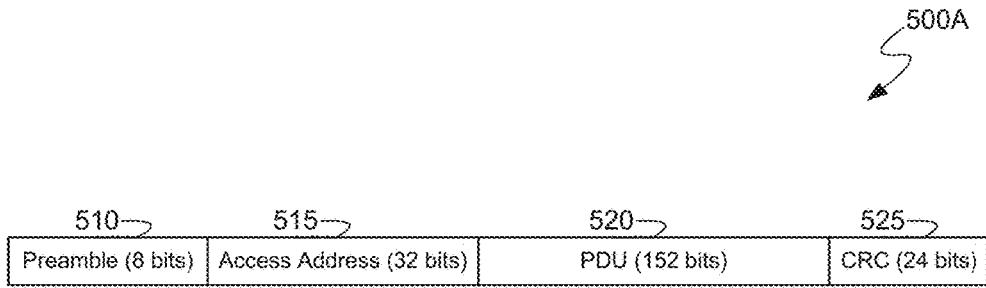 500A
510 515 520 525
Preamble (8 bits) Access Address (32 bits) PDU (152 bits) CRC (24 bits)